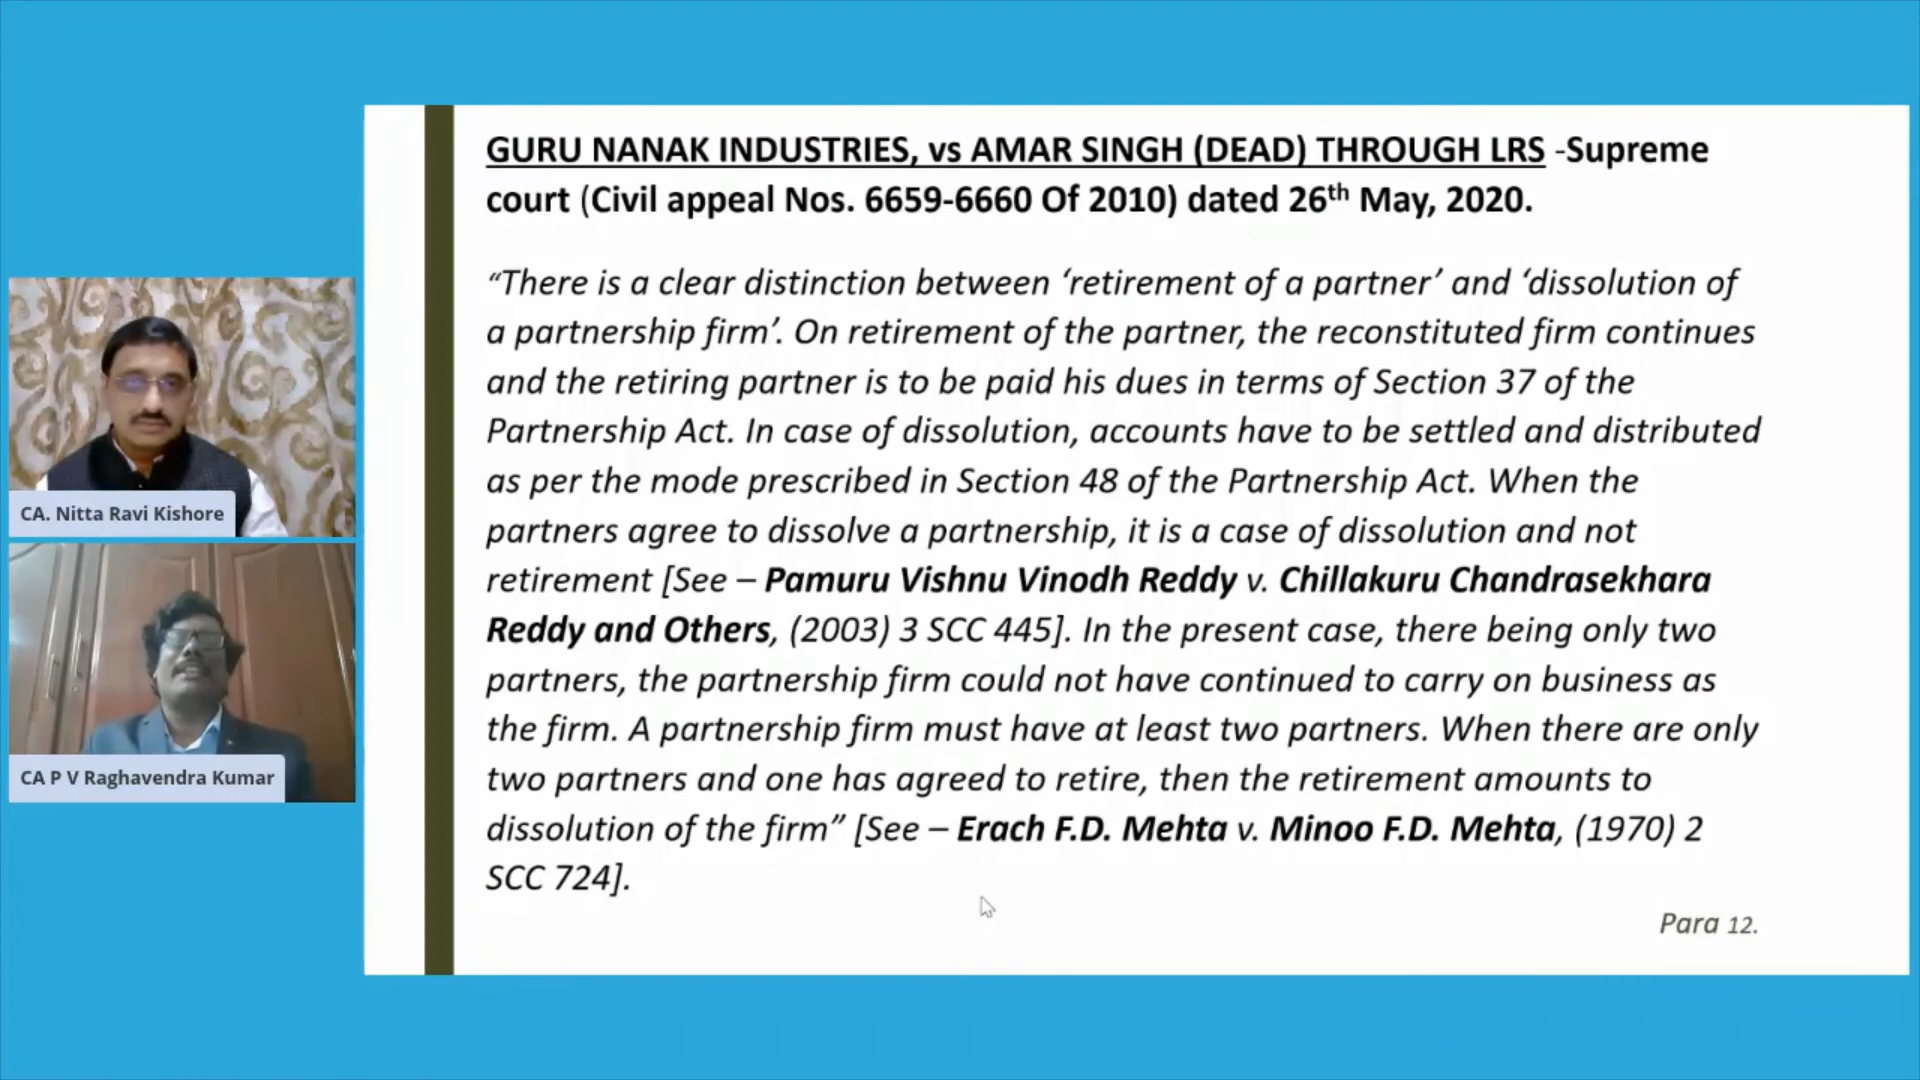 GURU NANAK INDUSTRIES, vs AMAR SINGH (DEAD) THROUGH LRS -Supreme
court (Civil appeal Nos. 6659-6660 Of 2010) dated 26th May, 2020.
“There is a clear distinction between ‘retirement of a partner’ and ‘dissolution of
a partnership firm’. On retirement of the partner, the reconstituted firm continues
and the retiring partner is to be paid his dues in terms of Section 37 of the
Partnership Act. In case of dissolution, accounts have to be settled and distributed
as per the mode prescribed in Section 48 of the Partnership Act. When the
partners agree to dissolve a partnership, it is a case of dissolution and not
retirement [See – Pamuru Vishnu Vinodh Reddy v. Chillakuru Chandrasekhara
Reddy and Others, (2003) 3 SCC 445]. In the present case, there being only two
partners, the partnership firm could not have continued to carry on business as
the firm. A partnership firm must have at least two partners. When there are only
two partners and one has agreed to retire, then the retirement amounts to
dissolution of the firm” [See – Erach F.D. Mehta v. Minoo F.D. Mehta, (1970) 2
SCC 724].
Para 12.
CA. Nitta Ravi Kishore
CA P V Raghavendra Kumar